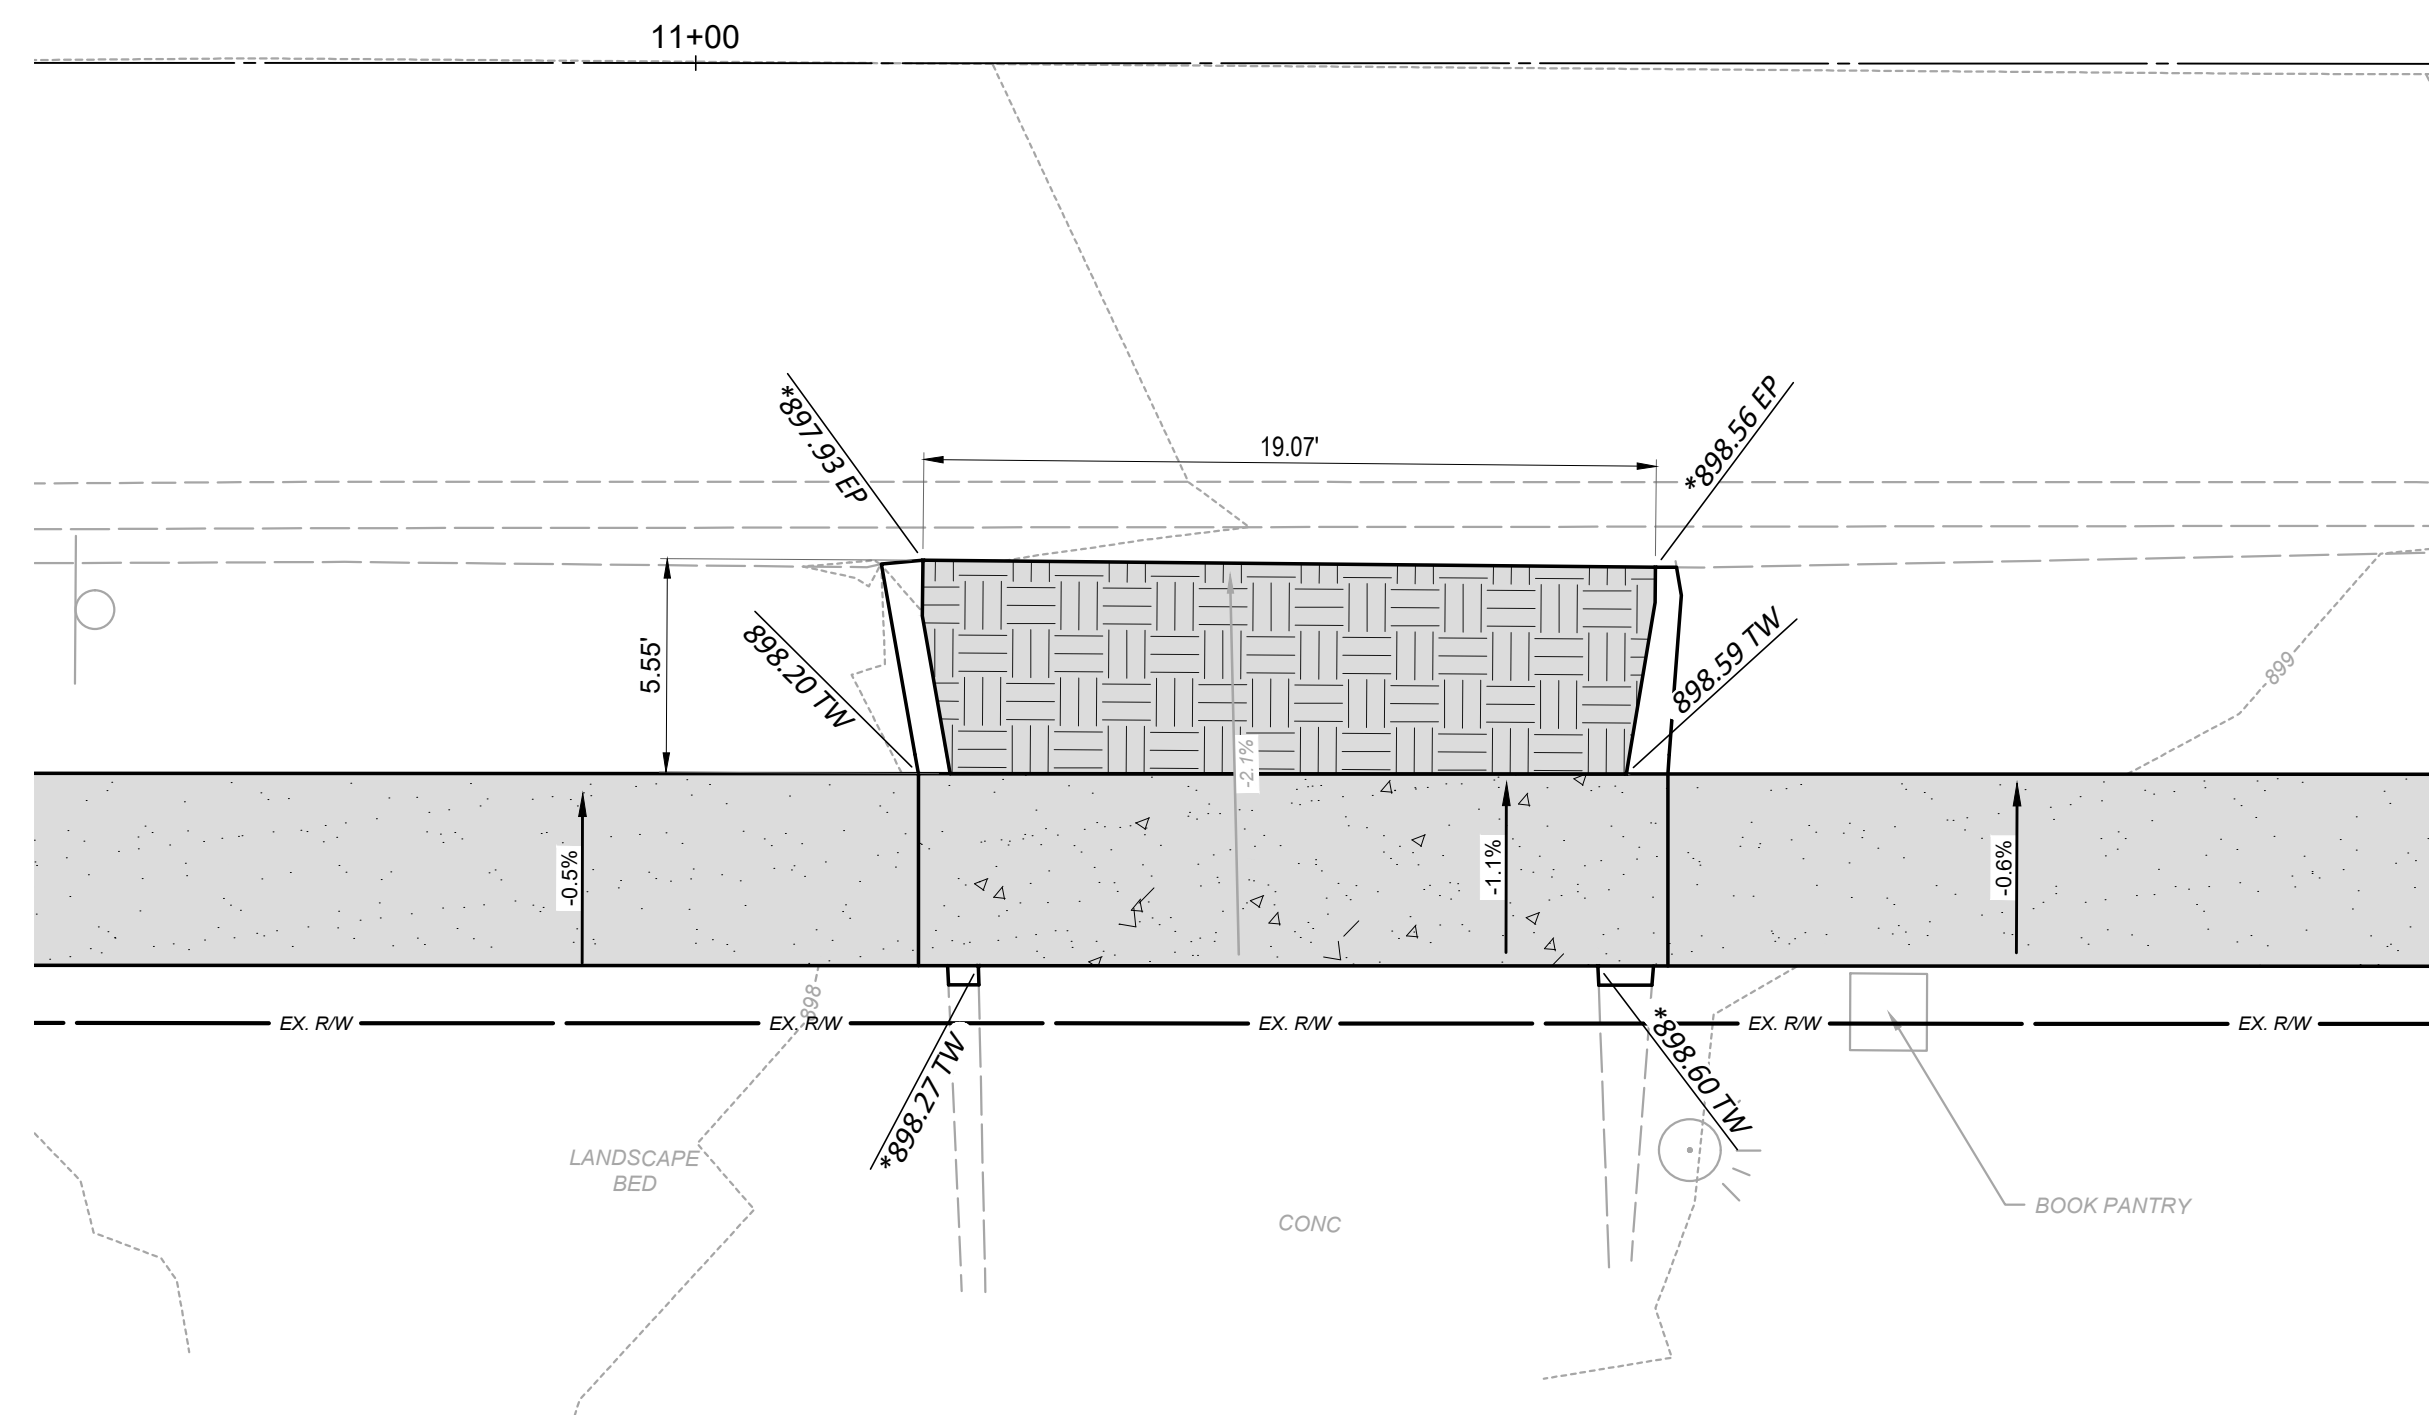 11+00
*897.93 EP
*898.56 EP
19.07'
5.55'
898.20 TW
898.59 TW
899
-2.1%
-0.5%
-1.1%
-0.6%
898
EX. R/W
EX. R/W
EX. R/W
EX. R/W
EX. R/W
*898.27 TW
*898.60 TW
LANDSCAPE
BED
CONC
BOOK PANTRY